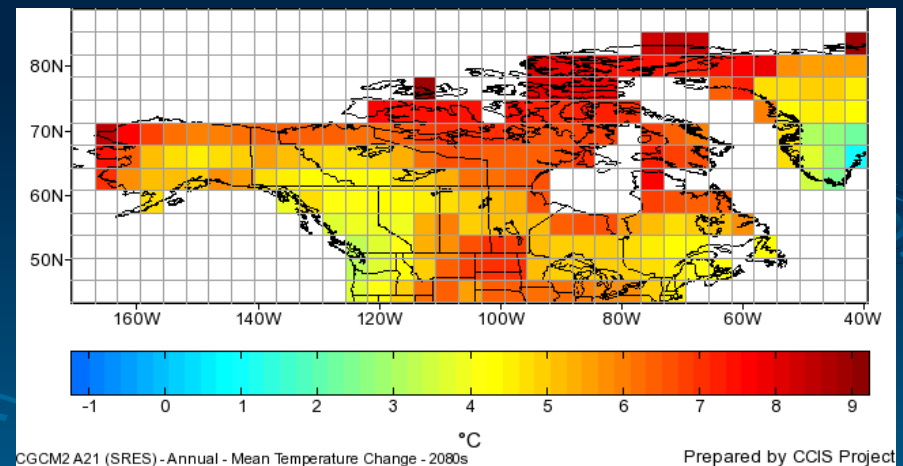 80N
70N
60N
50N
160W 140W 120W 100W 80W 60W 40W
-1 0 1 2 3 4 5 6 7 8 9
°C
CGCM2 A21 (SRES) - Annual - Mean Temperature Change - 2080s Prepared by CCIS Project